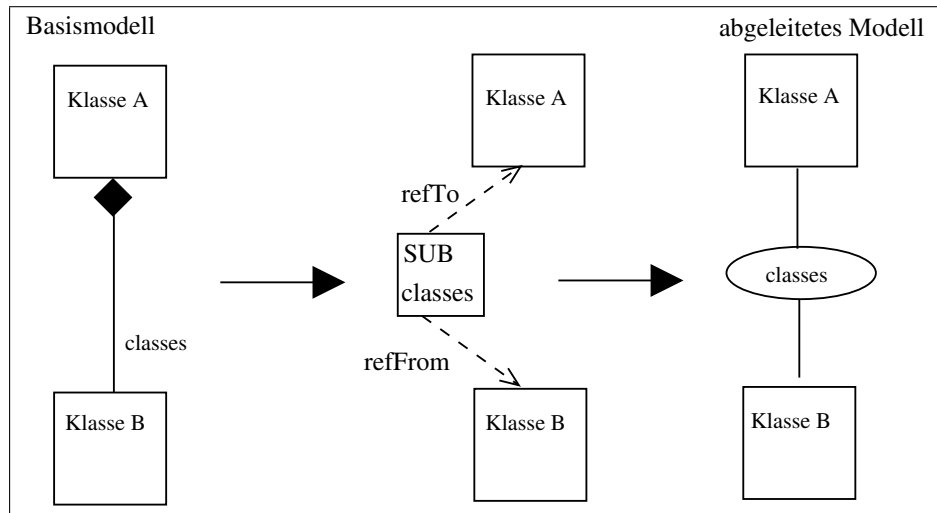 Basismodell
Klasse A
classes
Klasse B
Klasse A
refTo
SUB
classes
refFrom
Klasse B
abgeleitetes Modell
Klasse A
classes
Klasse B